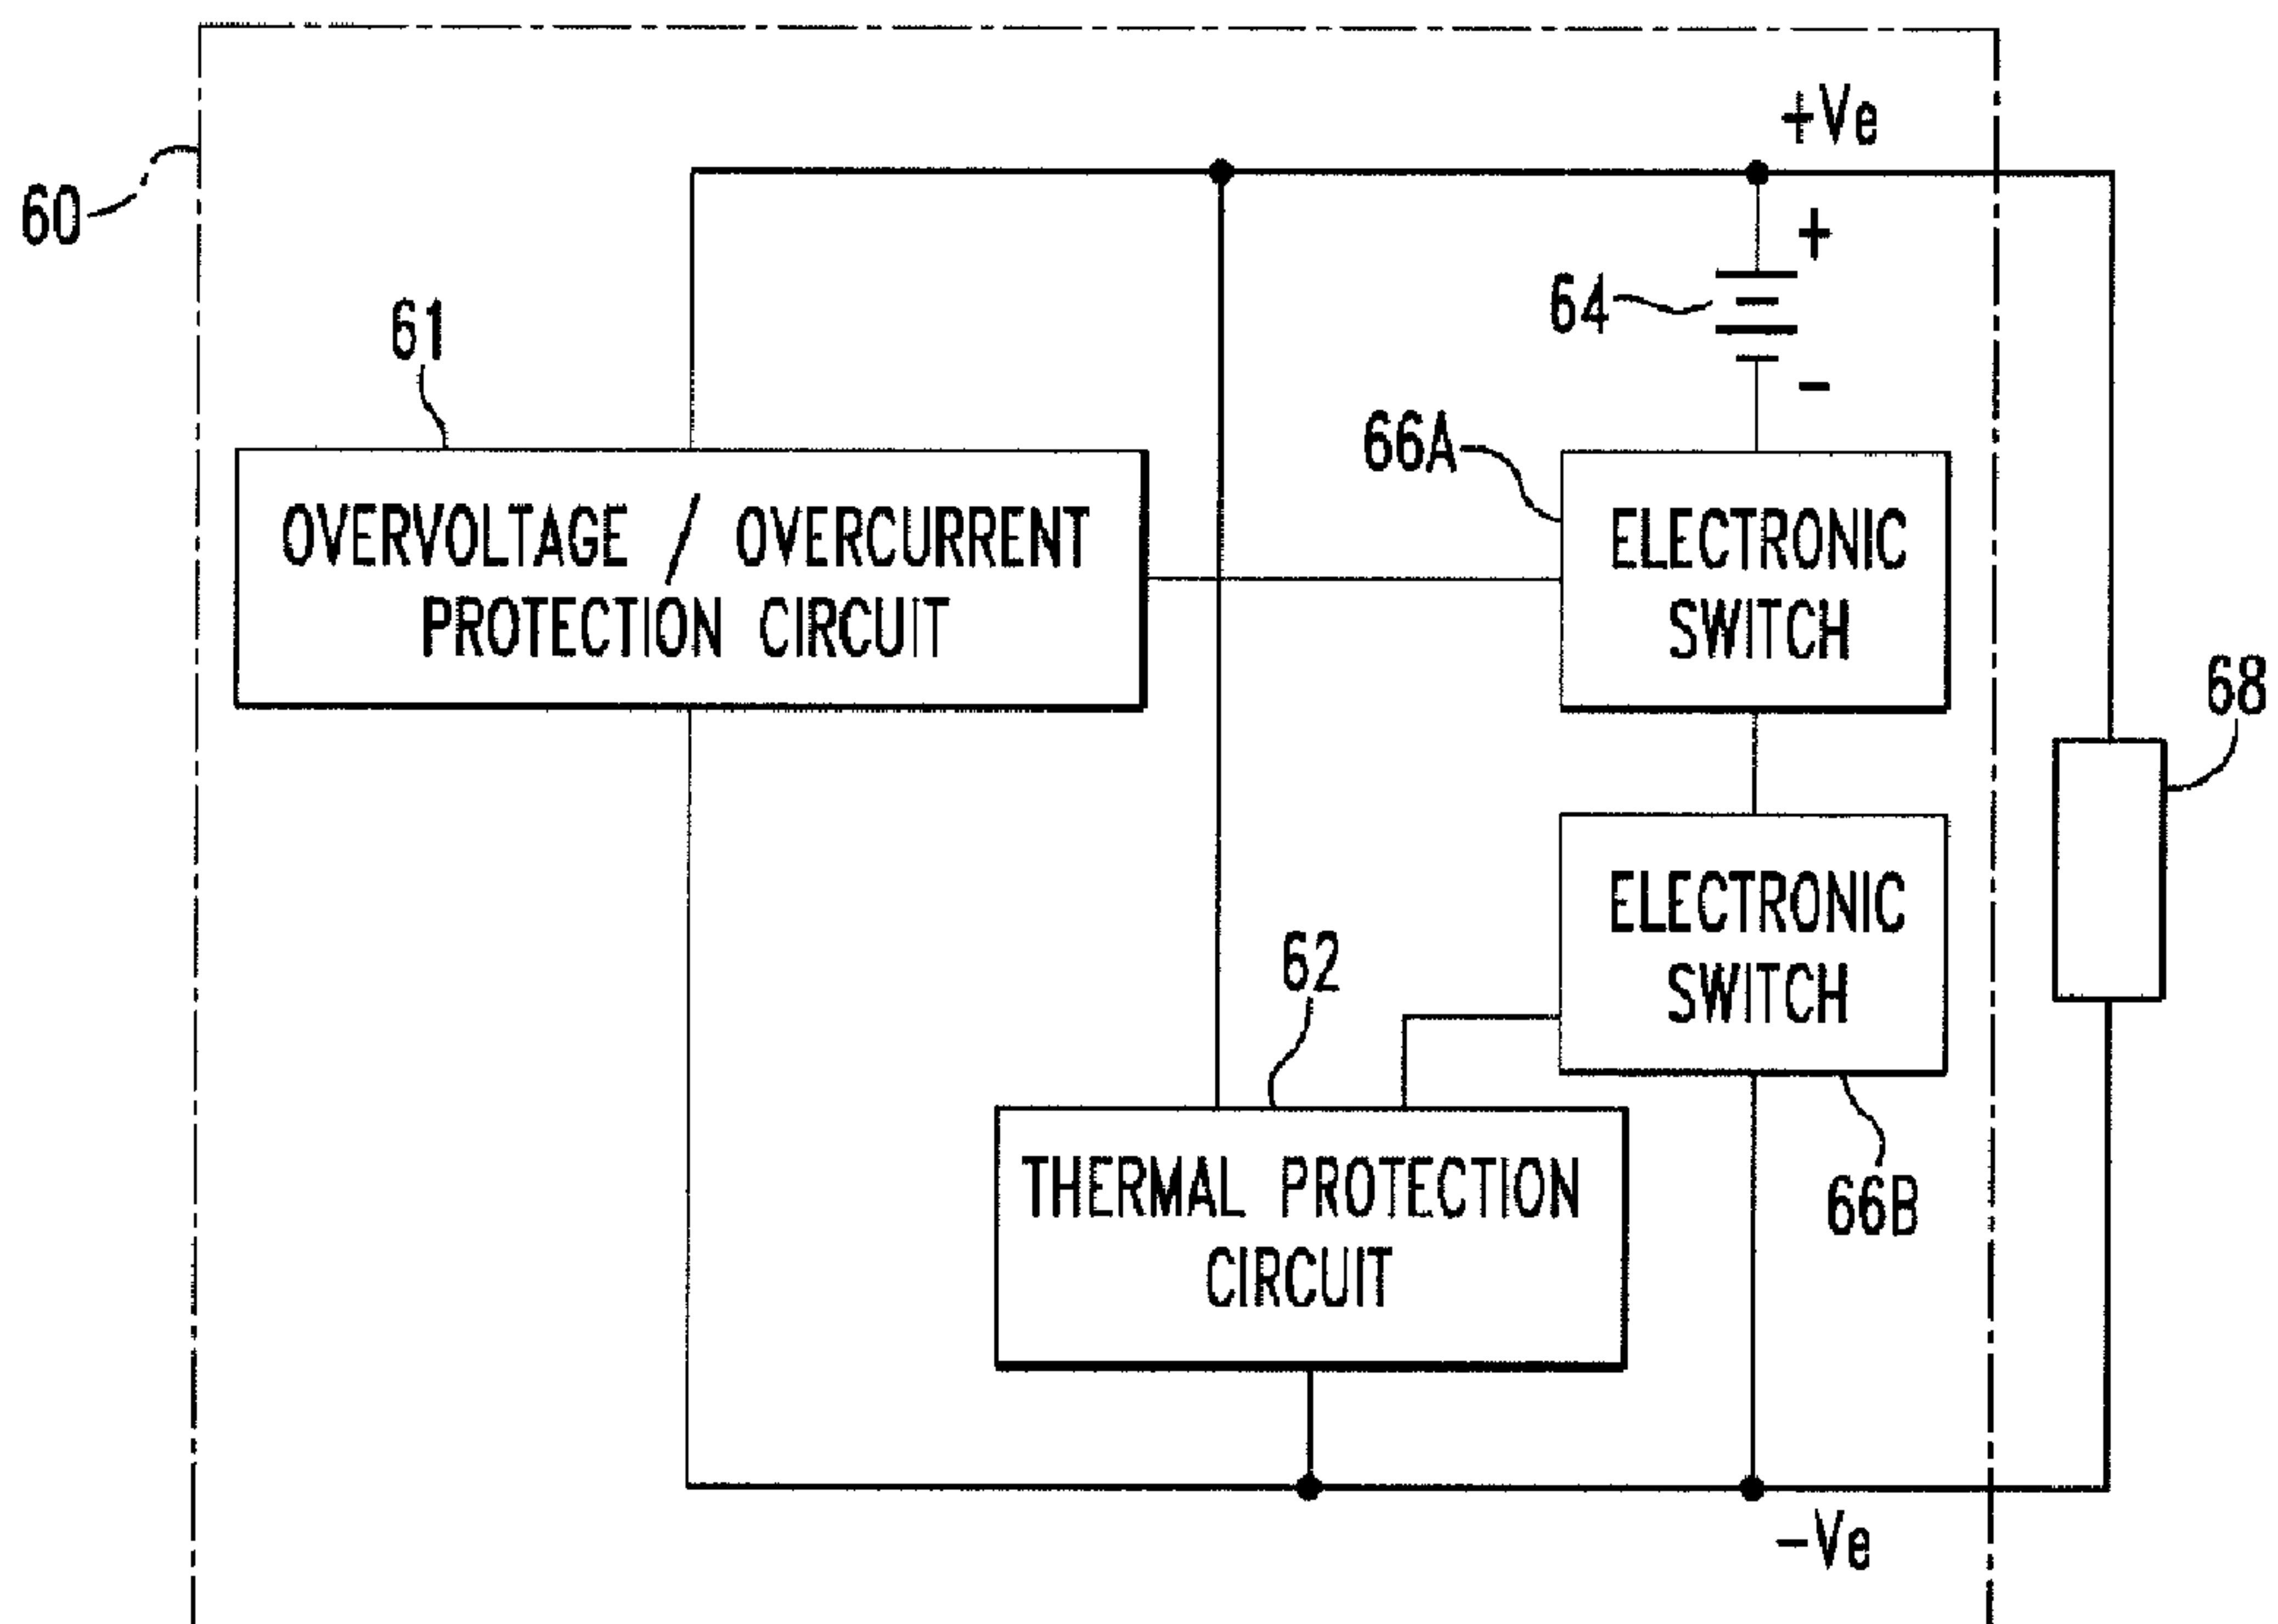 +Ve
60
+
64
61
-
66A
OVERVOLTAGE / OVERCURRENT
PROTECTION CIRCUIT
ELECTRONIC
SWITCH
68
ELECTRONIC
SWITCH
62
THERMAL PROTECTION
CIRCUIT
66B
-Ve